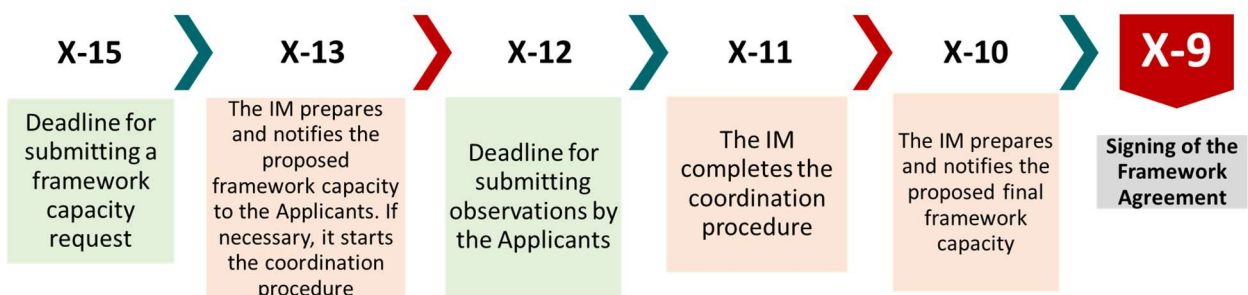 X-15
Deadline for
submitting a
framework
capacity
request
X-13
The IM prepares
and notifies the
proposed
framework capacity
to the Applicants. If
necessary, it starts
the coordination
procedure
X-12
Deadline for
submitting
observations by
the Applicants
X-11
The IM
completes the
coordination
procedure
X-10
The IM prepares
and notifies the
proposed final
framework
capacity
X-9
Signing of the
Framework
Agreement